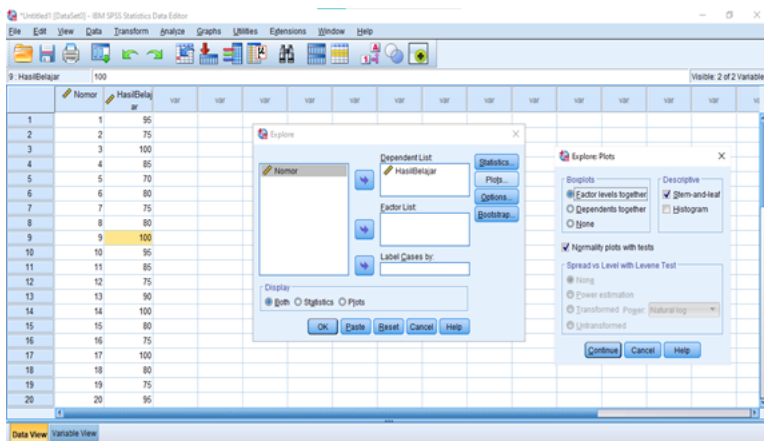 *Untitled1 [DataSet0] - IBM SPSS Statistics Data Editor
File Edit View Data Transform Analyze Graphs Utilities Extensions Window Help
9 : HasilBelajar 100 Visible: 2 of 2 Variable
Nomor HasilBelaj
ar var var var var var var var var var var var var
1 1 95
2 2 75
3 3 100
4 4 85
5 5 70
6 6 80
7 7 75
8 8 80
9 9 100
10 10 95
11 11 85
12 12 75
13 13 90
14 14 100
15 15 80
16 16 75
17 17 100
18 18 80
19 19 75
20 20 95
Data View Variable View
Explore
Nomor
Dependent List:
HasilBelajar
Factor List:
Label Cases by:
Statistics...
Plots...
Options...
Bootstrap...
Display
Both Statistics Plots
OK Paste Reset Cancel Help
Explore: Plots
Boxplots
Factor levels together
Dependents together
None
Descriptive
Stem-and-leaf
Histogram
Normality plots with tests
Spread vs Level with Levene Test
None
Power estimation
Transformed Power: Natural log
Untransformed
Continue Cancel Help